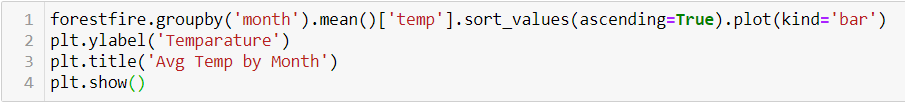 1 forestfire.groupby('month').mean()['temp'].sort_values(ascending=True).plot(kind='bar')
2 plt.ylabel('Temparature')
3 plt.title('Avg Temp by Month')
4 plt.show()